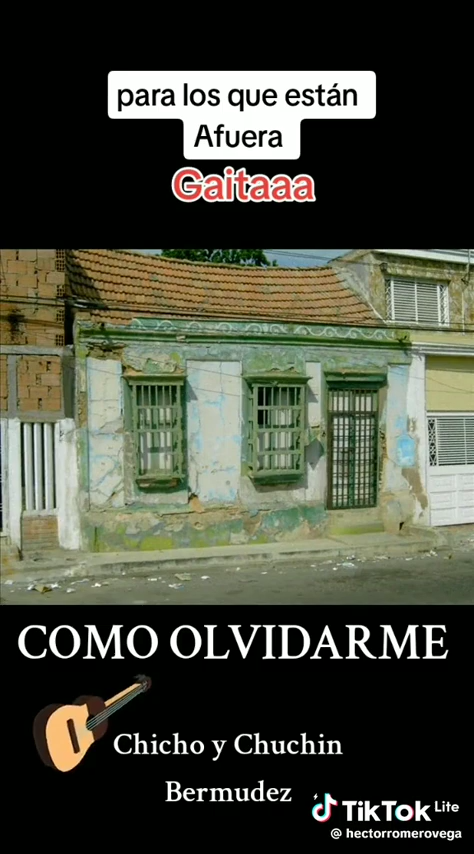 para los que están
Afuera
Gaitaaa
COMO OLVIDARME
Chicho y Chuchin
Bermudez
TikTok Lite
@hectorromerovega